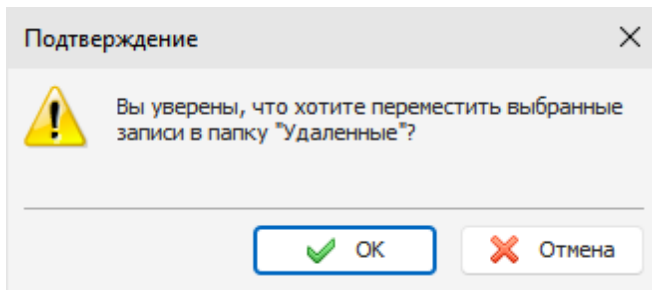 Подтверждение
Вы уверены, что хотите переместить выбранные
записи в папку "Удаленные"?
OK
Отмена